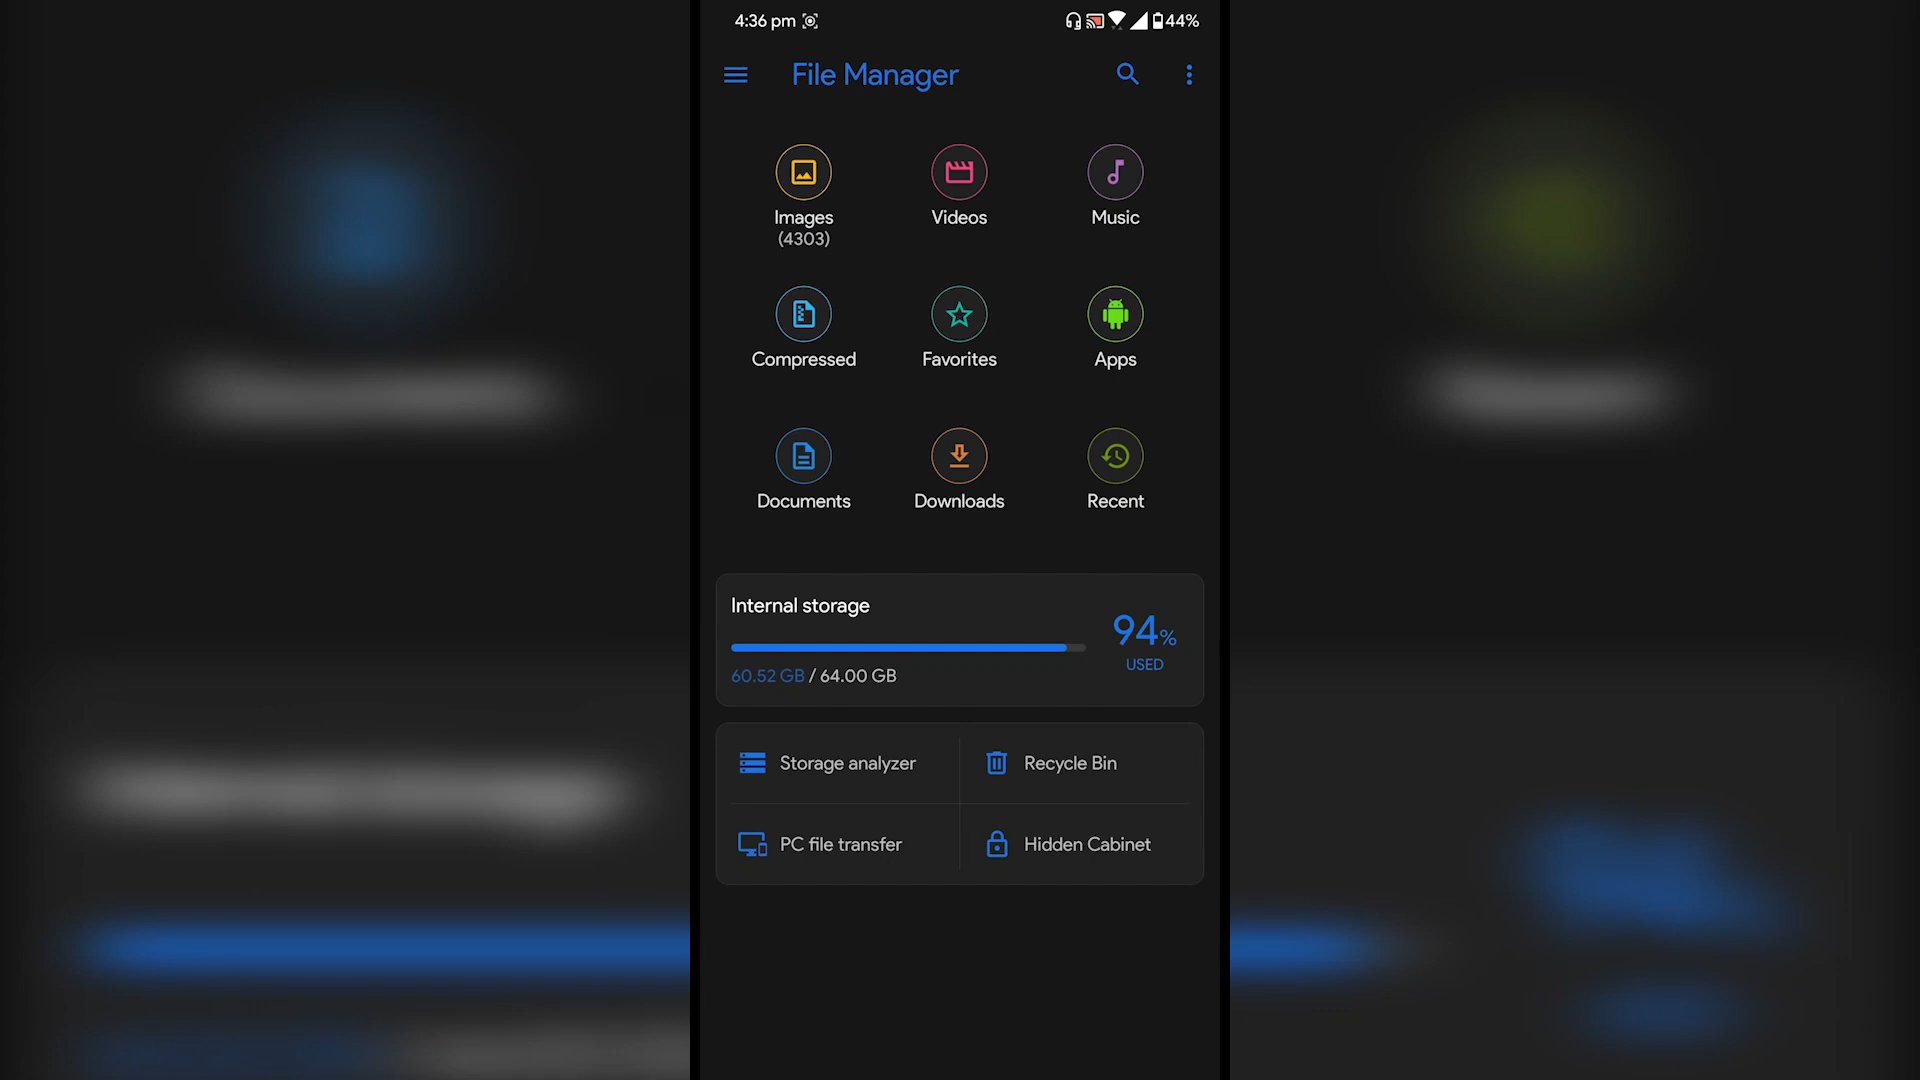 4:36 pm
44%
File Manager
Images
(4303)
Videos
Music
Compressed
Favorites
Apps
Documents
Downloads
Recent
Internal storage
94%
USED
60.52 GB / 64.00 GB
Storage analyzer
Recycle Bin
PC file transfer
Hidden Cabinet